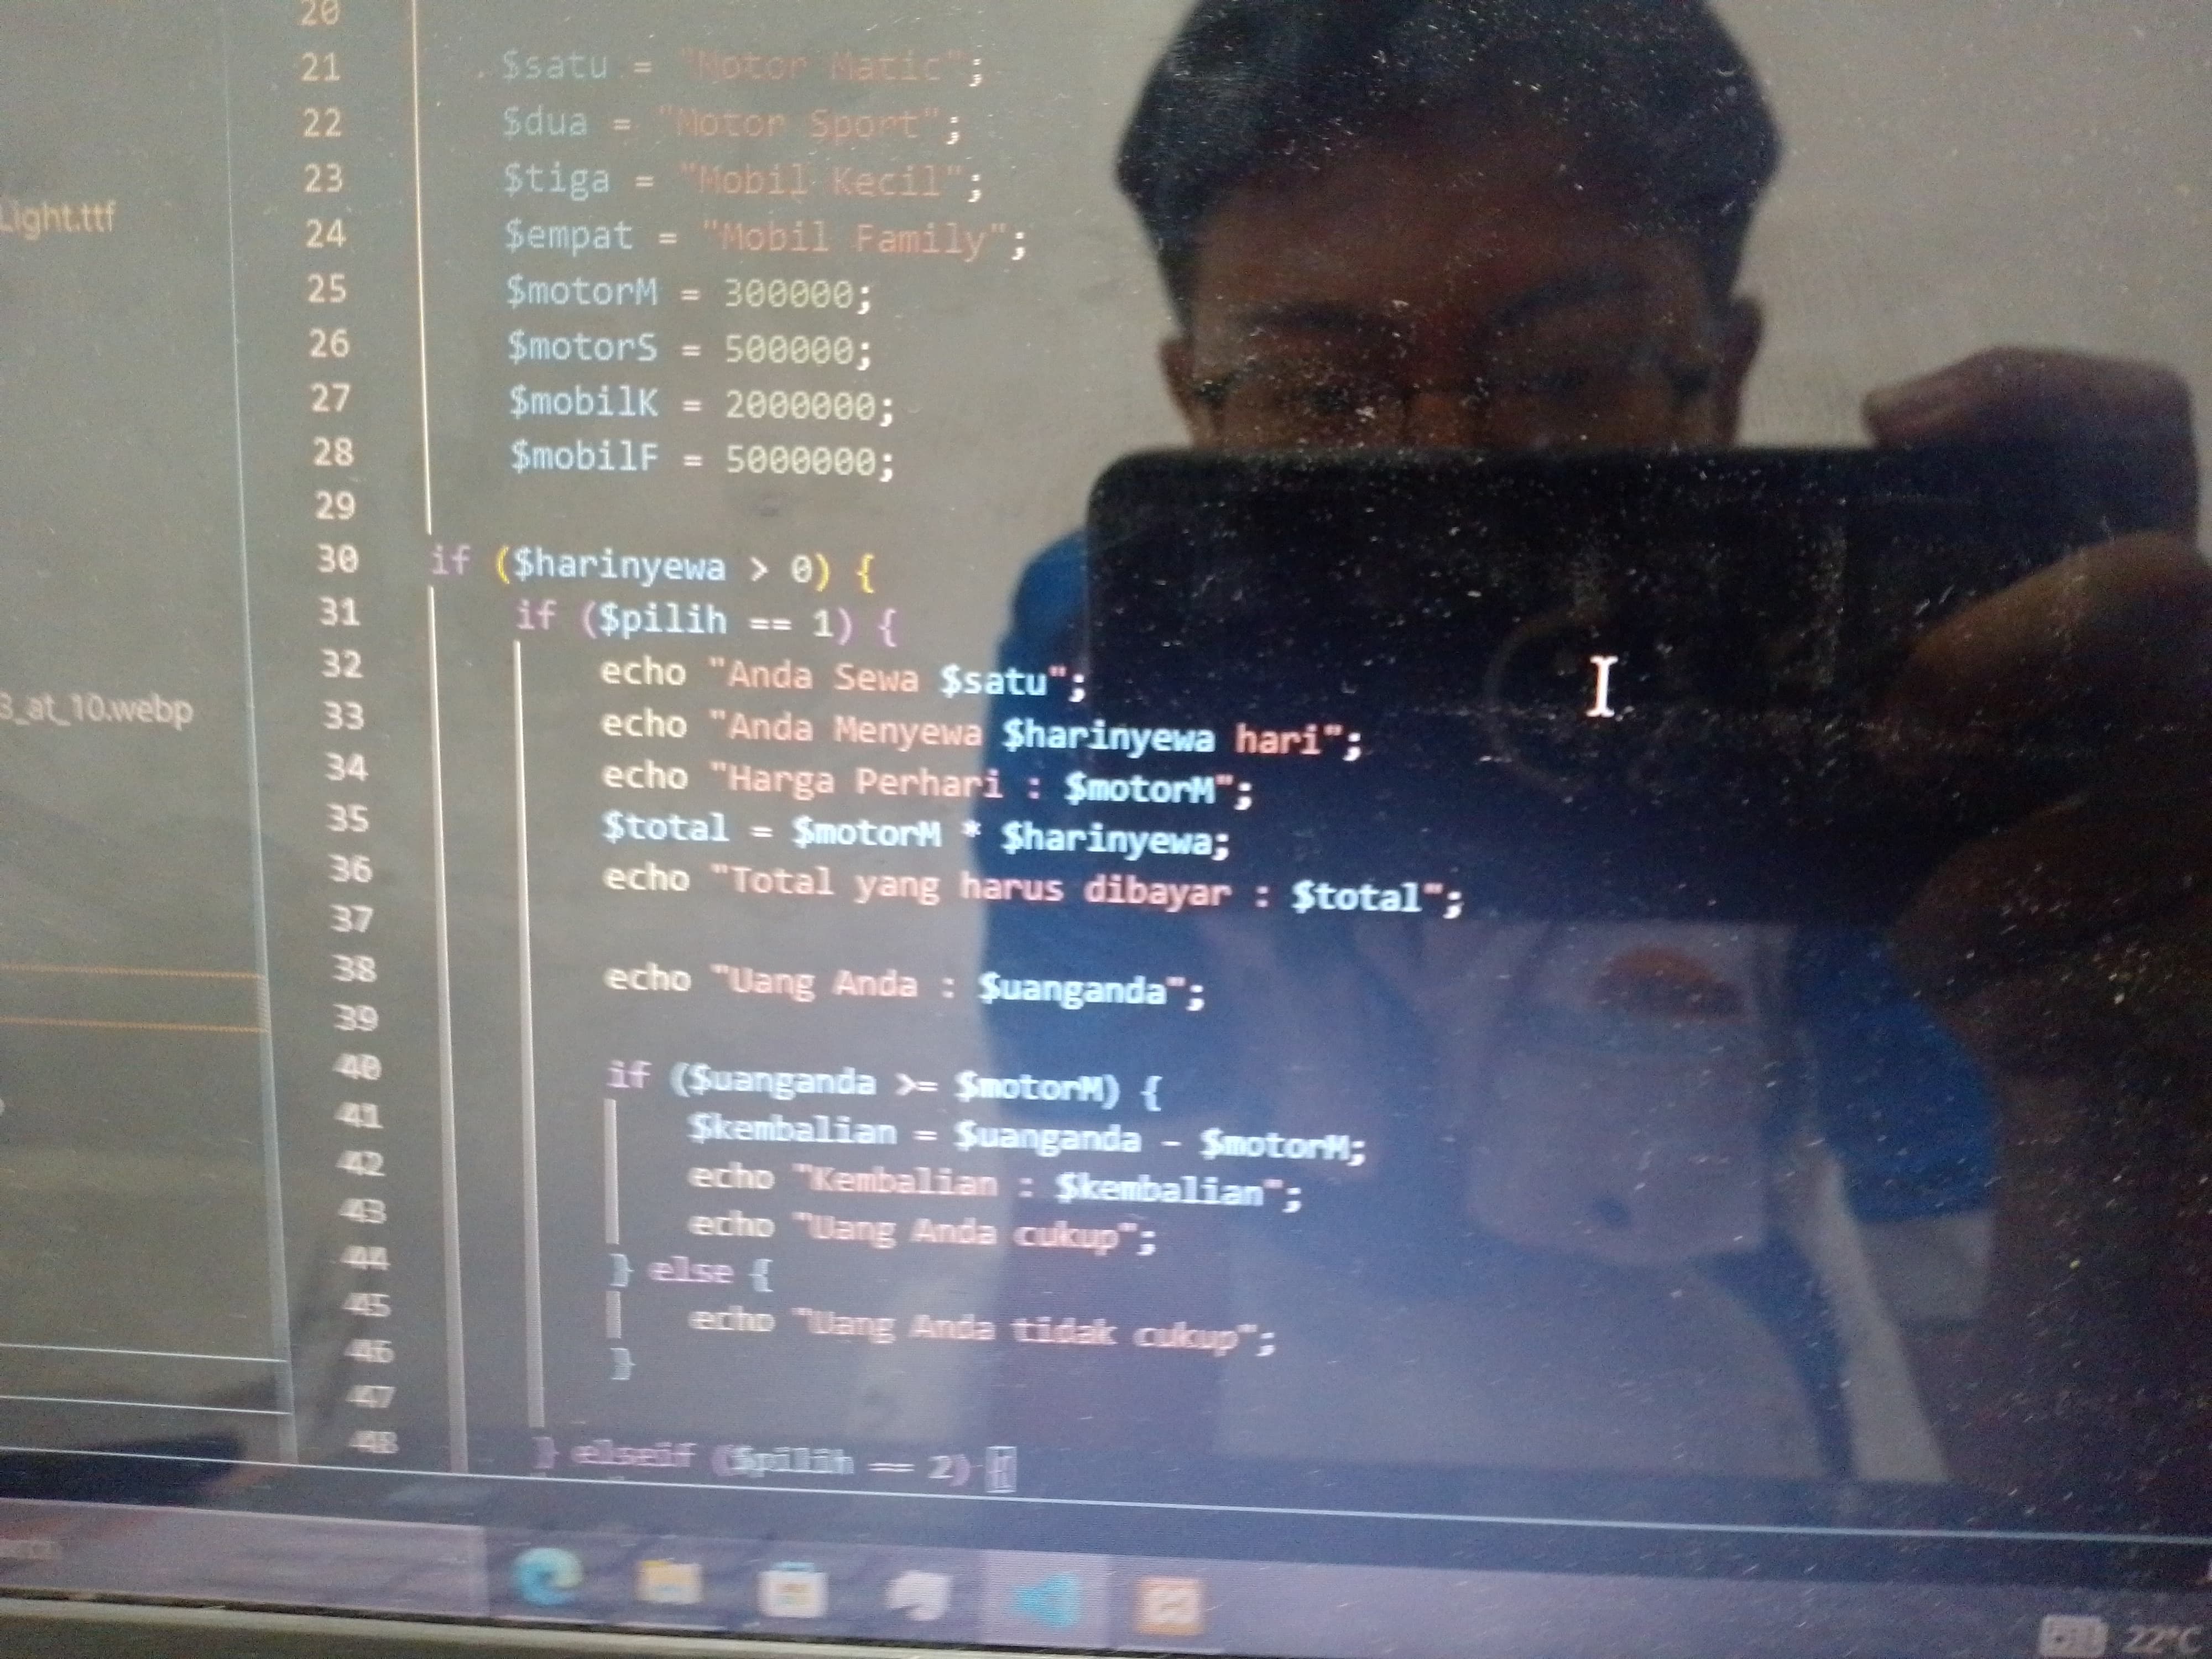 20
21 $satu = "Motor Matic";
22 $dua = "Motor Sport";
23 $tiga = "Mobil Kecil";
Light.ttf
24 $empat = "Mobil Family";
25 $motorM = 300000;
26 $motorS = 500000;
27 $mobilK = 2000000;
28 $mobilF = 5000000;
29
30 if ($harinyewa > 0) {
31 if ($pilih == 1) {
32 echo "Anda Sewa $satu";
3_at_10.webp
33 echo "Anda Menyewa $harinyewa hari";
34 echo "Harga Perhari : $motorM";
35 $total = $motorM * $harinyewa;
36 echo "Total yang harus dibayar : $total";
37
38 echo "Uang Anda : $uanganda";
39
40 if ($uanganda >= $motorM) {
41 $kembalian = $uanganda - $motorM;
42 echo "Kembalian : $kembalian";
43 echo "Uang Anda cukup";
44 } else {
45 echo "Uang Anda tidak cukup";
46 }
47
48 } elseif ($pilih == 2) {
22°C